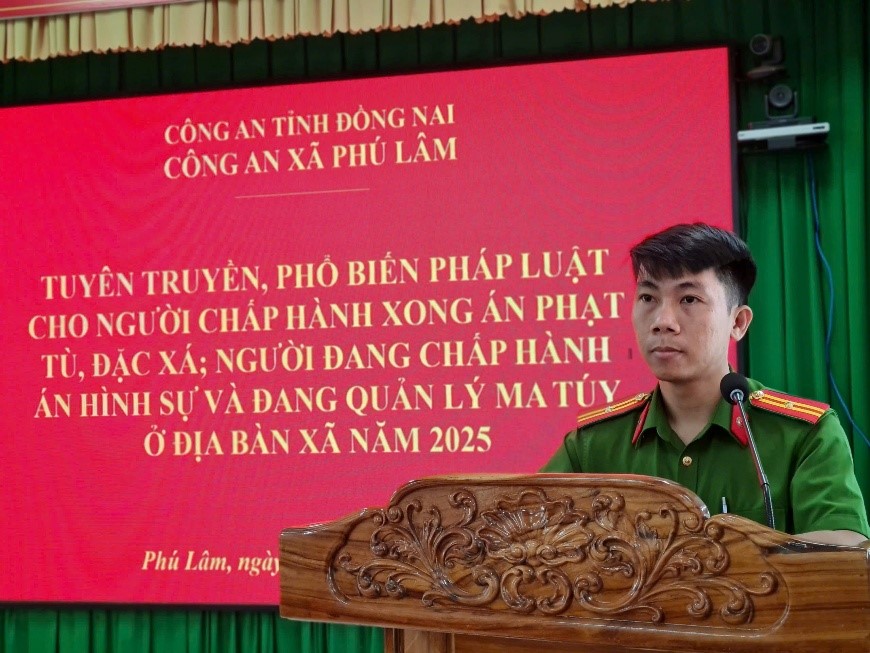 CÔNG AN TỈNH ĐỒNG NAI
CÔNG AN XÃ PHÚ LÂM
TUYÊN TRUYỀN, PHỔ BIẾN PHÁP LUẬT
CHO NGƯỜI CHẤP HÀNH XONG ÁN PHẠT
TÙ, ĐẶC XÁ; NGƯỜI ĐANG CHẤP HÀNH
ÁN HÌNH SỰ VÀ ĐANG QUẢN LÝ MA TÚY
Ở ĐỊA BÀN XÃ NĂM 2025
Phú Lâm, ngày